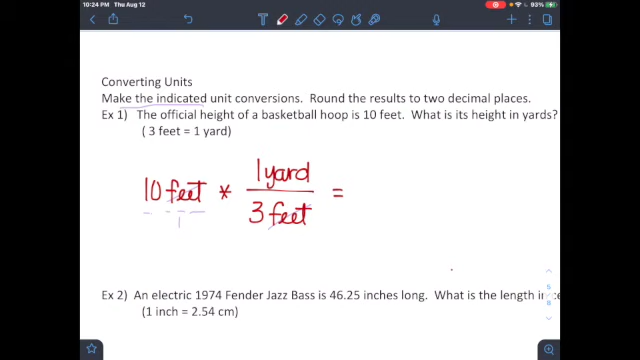 10:24 PM Thu Aug 12
93%
Converting Units
Make the indicated unit conversions. Round the results to two decimal places.
Ex 1) The official height of a basketball hoop is 10 feet. What is its height in yards?
( 3 feet = 1 yard)
10 feet * 1 yard / 3 feet =
Ex 2) An electric 1974 Fender Jazz Bass is 46.25 inches long. What is the length in
(1 inch = 2.54 cm)
5
8